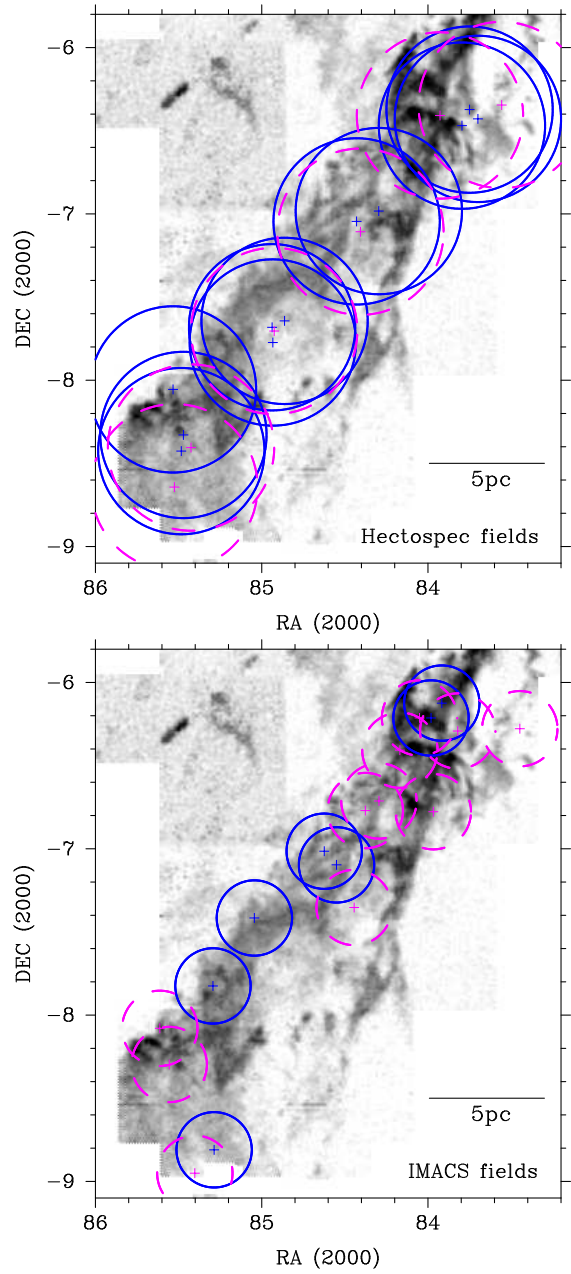 −6
−7
−8
−9
DEC (2000)
5pc
Hectospec fields
86
85
84
RA (2000)
−6
−7
−8
−9
DEC (2000)
5pc
IMACS fields
86
85
84
RA (2000)